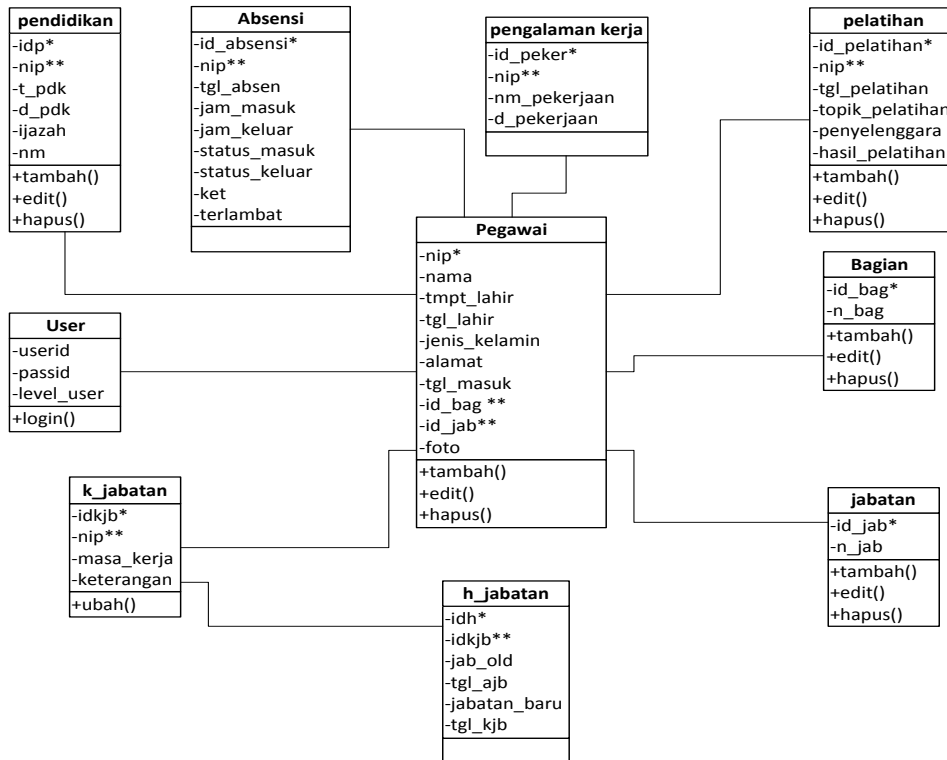 pendidikan
-idp*
-nip**
-t_pdk
-d_pdk
-ijazah
-nm
+tambah()
+edit()
+hapus()
Absensi
-id_absensi*
-nip**
-tgl_absen
-jam_masuk
-jam_keluar
-status_masuk
-status_keluar
-ket
-terlambat
pengalaman kerja
-id_peker*
-nip**
-nm_pekerjaan
-d_pekerjaan
pelatihan
-id_pelatihan*
-nip**
-tgl_pelatihan
-topik_pelatihan
-penyelenggara
-hasil_pelatihan
+tambah()
+edit()
+hapus()
Pegawai
-nip*
-nama
-tmpt_lahir
-tgl_lahir
-jenis_kelamin
-alamat
-tgl_masuk
-id_bag **
-id_jab**
-foto
+tambah()
+edit()
+hapus()
Bagian
-id_bag*
-n_bag
+tambah()
+edit()
+hapus()
User
-userid
-passid
-level_user
+login()
k_jabatan
-idkjb*
-nip**
-masa_kerja
-keterangan
+ubah()
jabatan
-id_jab*
-n_jab
+tambah()
+edit()
+hapus()
h_jabatan
-idh*
-idkjb**
-jab_old
-tgl_ajb
-jabatan_baru
-tgl_kjb